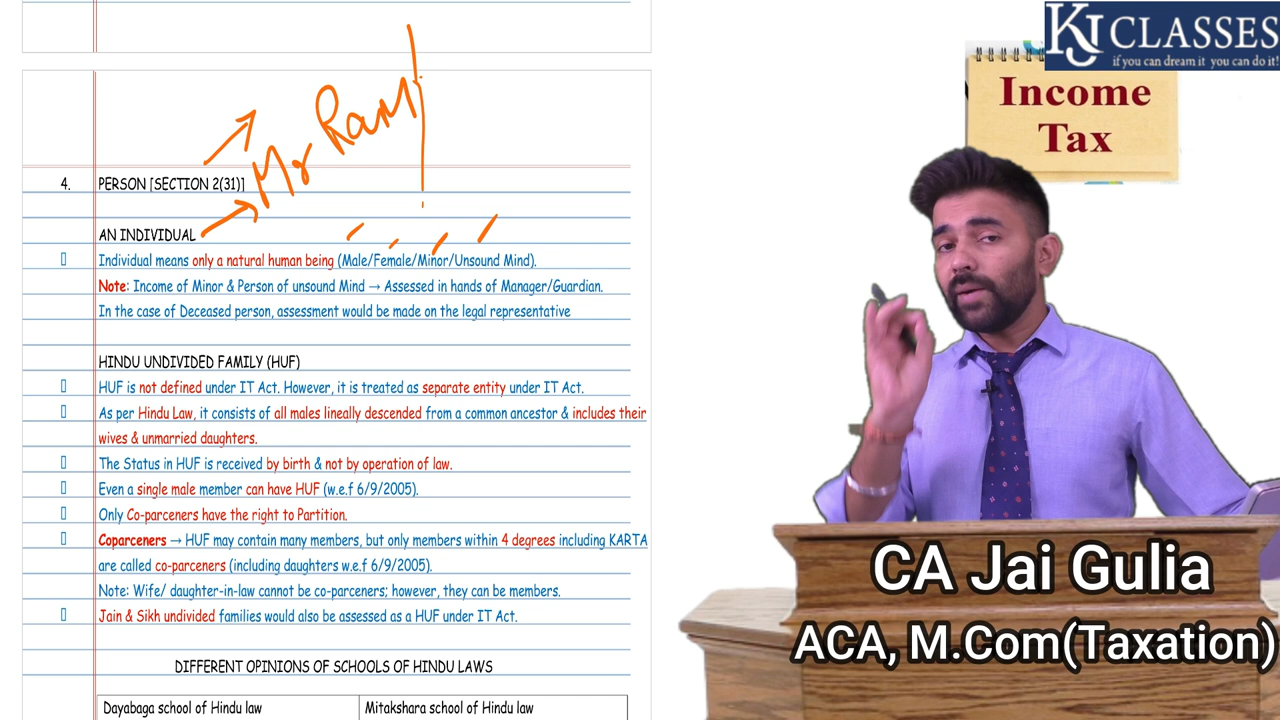 KJ CLASSES
if you can dream it you can do it!
Income
Tax
Mr Ram
4. PERSON [SECTION 2(31)]
AN INDIVIDUAL
Individual means only a natural human being (Male/Female/Minor/Unsound Mind).
Note: Income of Minor & Person of unsound Mind → Assessed in hands of Manager/Guardian.
In the case of Deceased person, assessment would be made on the legal representative
HINDU UNDIVIDED FAMILY (HUF)
HUF is not defined under IT Act. However, it is treated as separate entity under IT Act.
As per Hindu Law, it consists of all males lineally descended from a common ancestor & includes their
wives & unmarried daughters.
The Status in HUF is received by birth & not by operation of law.
Even a single male member can have HUF (w.e.f 6/9/2005).
Only Co-parceners have the right to Partition.
Coparceners → HUF may contain many members, but only members within 4 degrees including KARTA
are called co-parceners (including daughters w.e.f 6/9/2005).
Note: Wife/ daughter-in-law cannot be co-parceners; however, they can be members.
Jain & Sikh undivided families would also be assessed as a HUF under IT Act.
DIFFERENT OPINIONS OF SCHOOLS OF HINDU LAWS
Dayabaga school of Hindu law
Mitakshara school of Hindu law
CA Jai Gulia
ACA, M.Com(Taxation)